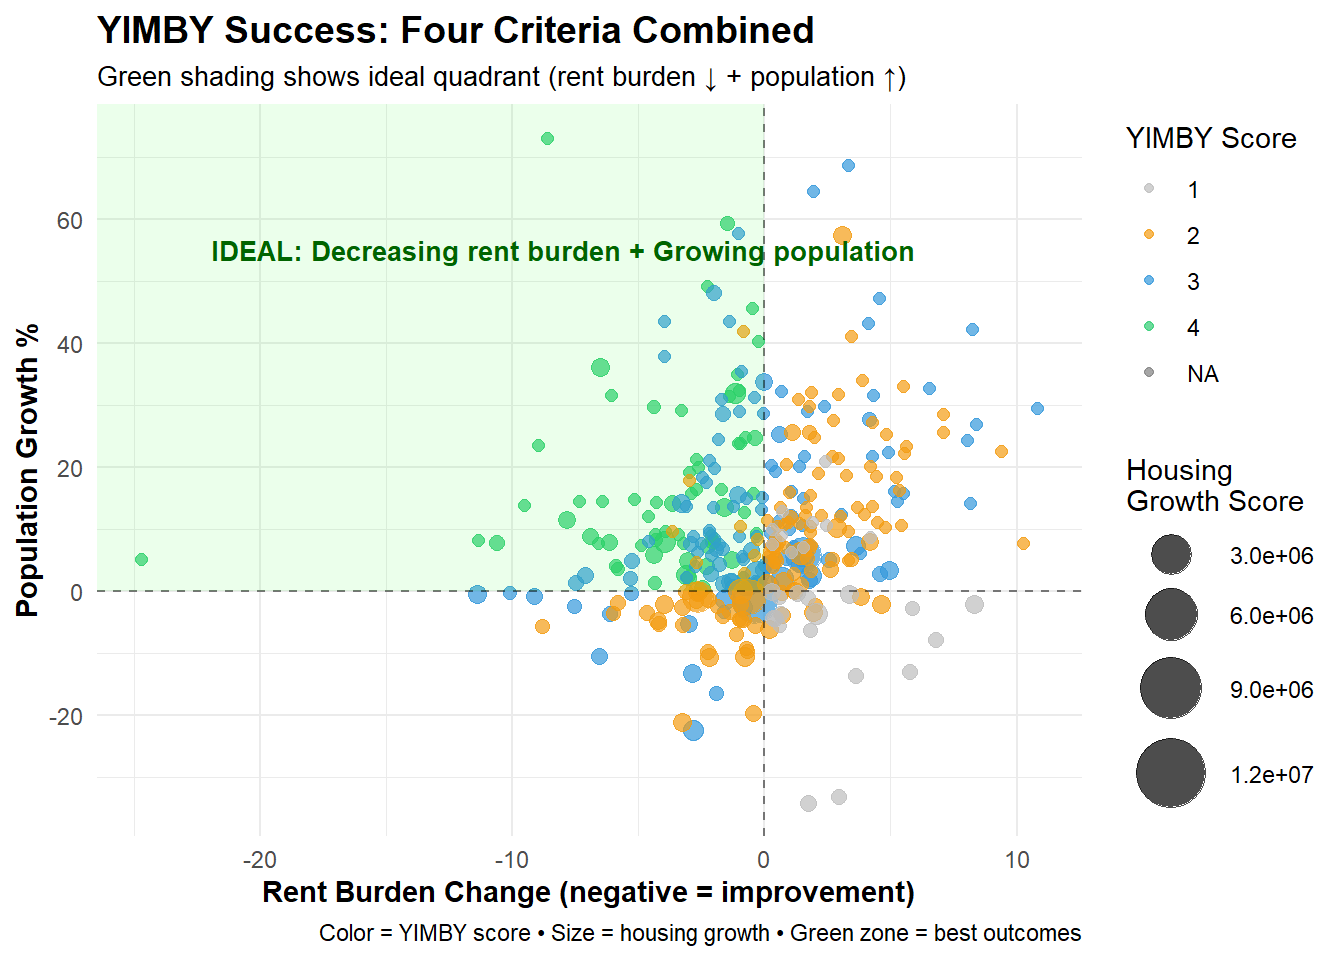 YIMBY Success: Four Criteria Combined
Green shading shows ideal quadrant (rent burden ↓ + population ↑)
IDEAL: Decreasing rent burden + Growing population
Population Growth %
60
40
20
0
-20
-20
-10
0
10
Rent Burden Change (negative = improvement)
Color = YIMBY score • Size = housing growth • Green zone = best outcomes
YIMBY Score
1
2
3
4
NA
Housing
Growth Score
3.0e+06
6.0e+06
9.0e+06
1.2e+07